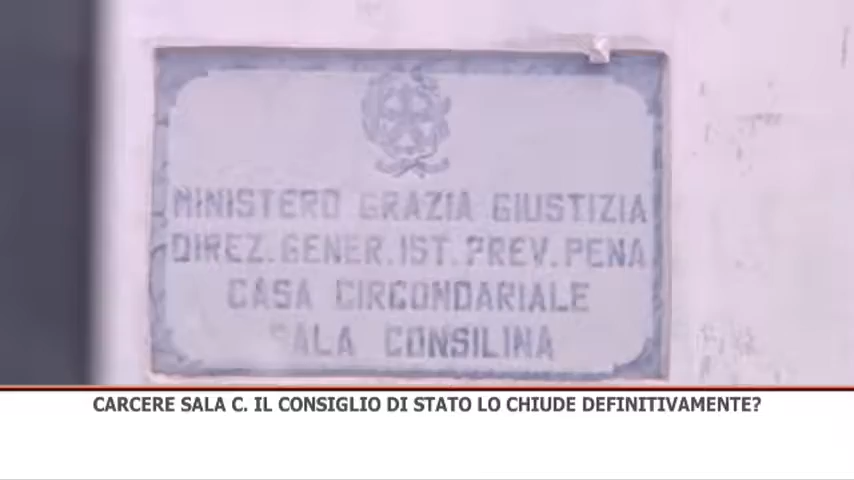 MINISTERO GRAZIA GIUSTIZIA
DIREZ. GENER. IST. PREV. PENA
CASA CIRCONDARIALE
SALA CONSILINA
CARCERE SALA C. IL CONSIGLIO DI STATO LO CHIUDE DEFINITIVAMENTE?